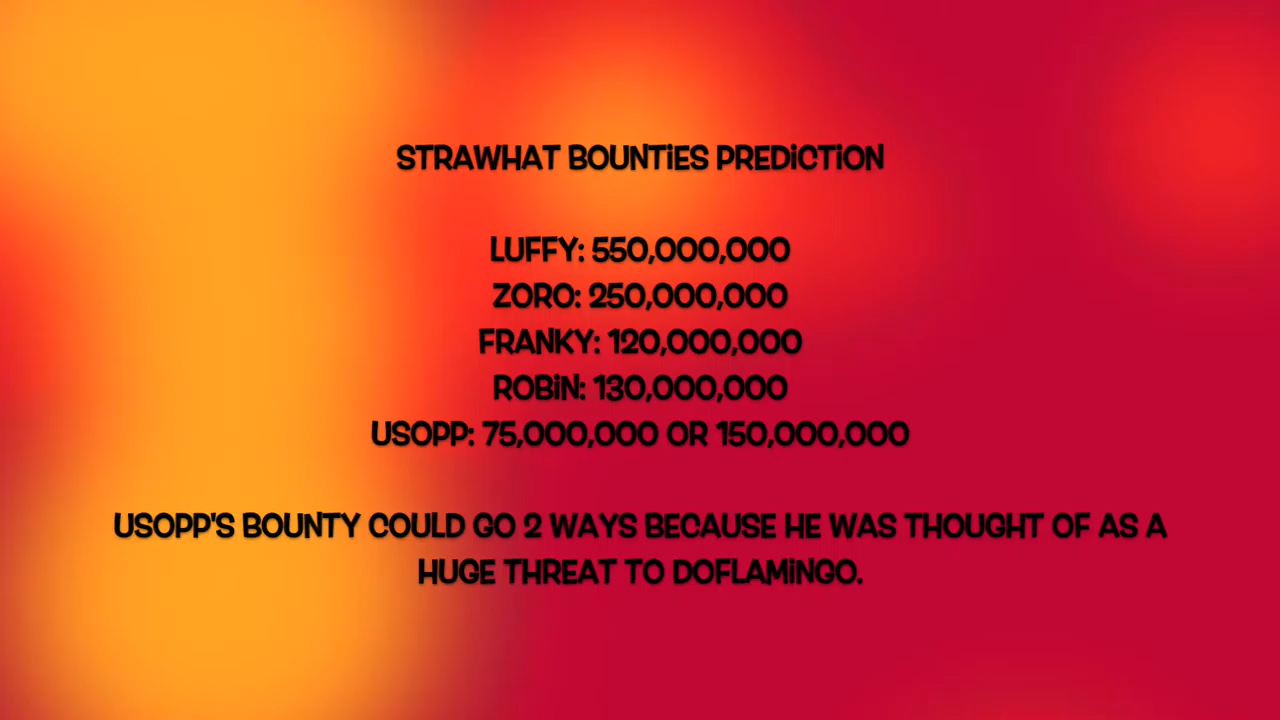 STRAWHAT BOUNTIES PREDICTION
LUFFY: 550,000,000
ZORO: 250,000,000
FRANKY: 120,000,000
ROBIN: 130,000,000
USOPP: 75,000,000 OR 150,000,000
USOPP'S BOUNTY COULD GO 2 WAYS BECAUSE HE WAS THOUGHT OF AS A
HUGE THREAT TO DOFLAMINGO.